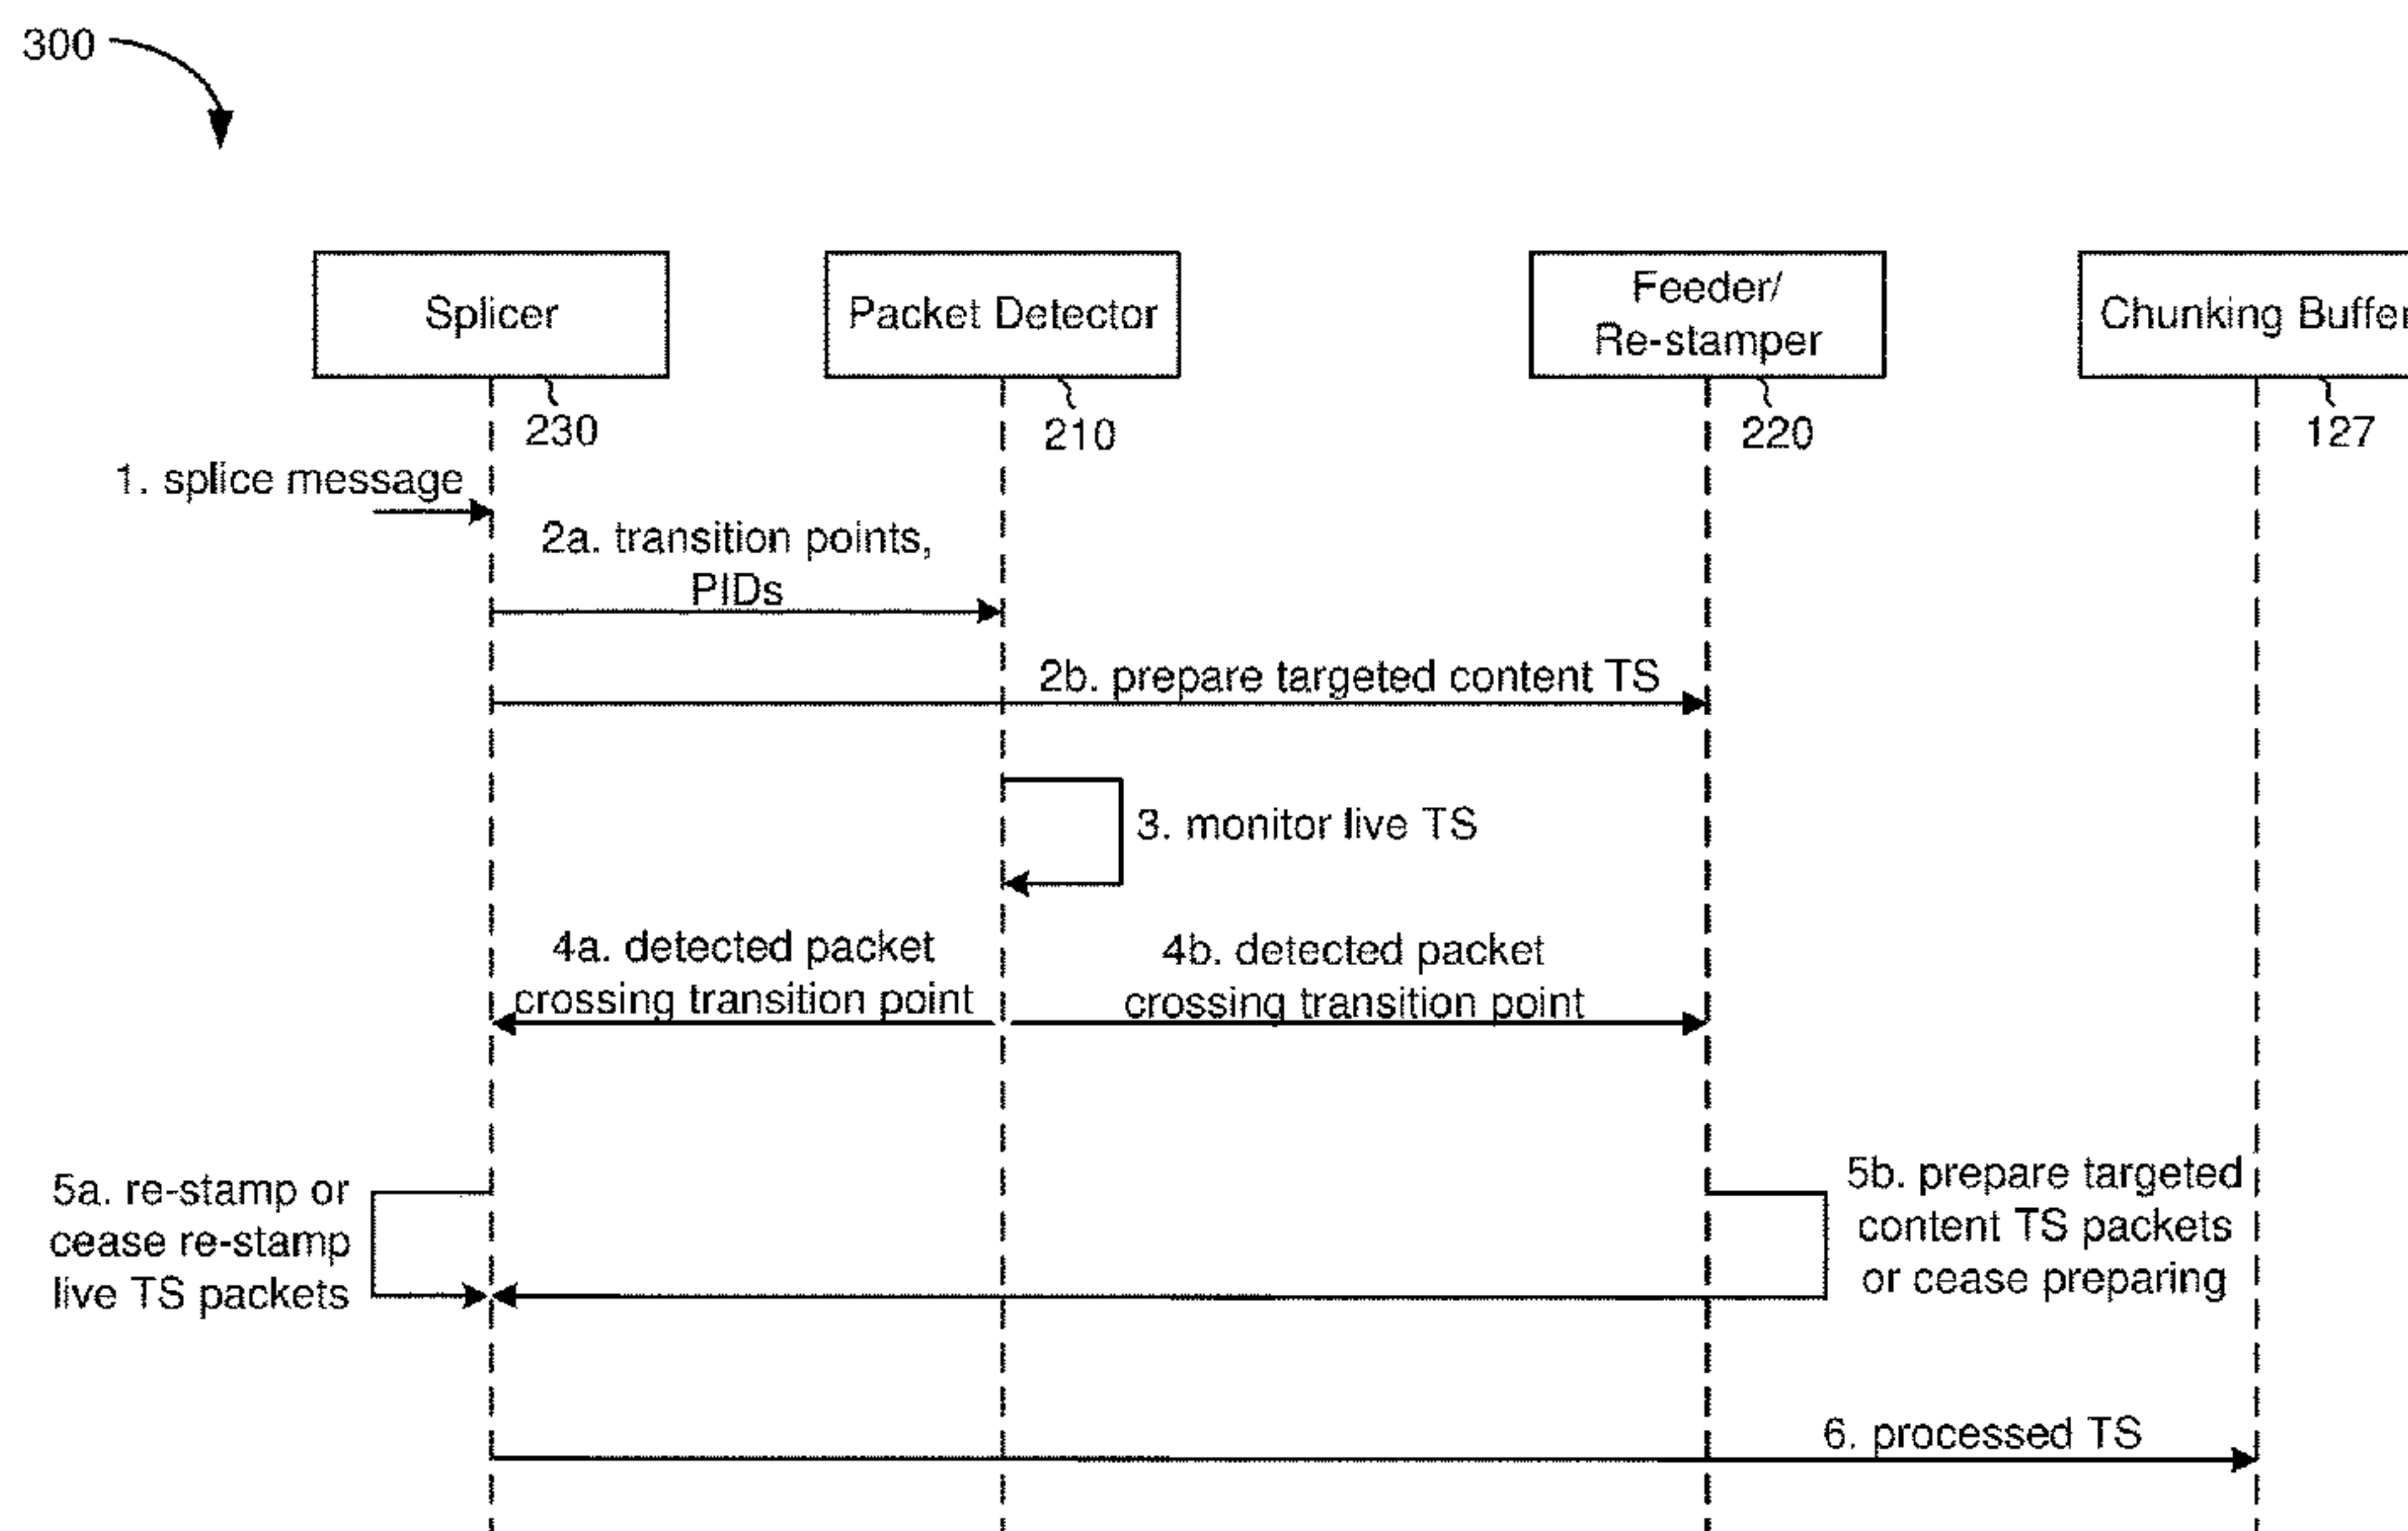 300
Splicer
Packet Detector
Feeder/
Re-stamper
Chunking Buffer
230
210
220
127
1. splice message
2a. transition points,
PIDs
2b. prepare targeted content TS
3. monitor live TS
4a. detected packet
crossing transition point
4b. detected packet
crossing transition point
5a. re-stamp or
cease re-stamp
live TS packets
5b. prepare targeted
content TS packets
or cease preparing
6. processed TS